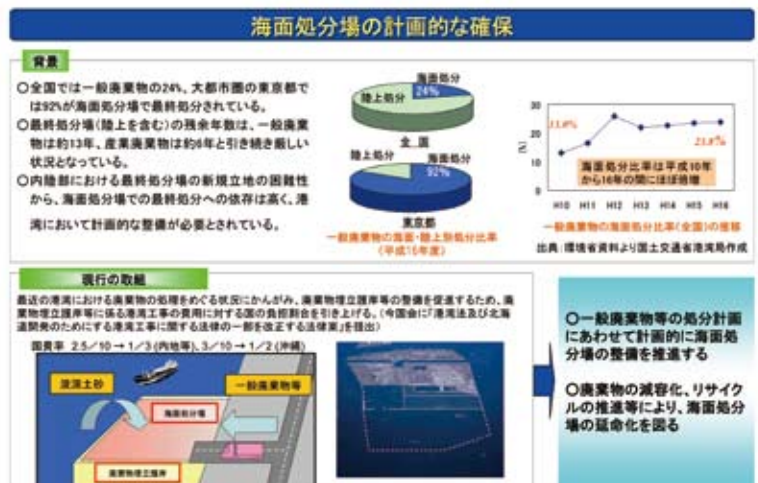 海面処分場の計画的な確保
背景
○全国では一般廃棄物の24%、大都市圏の東京都で
は92%が海面処分場で最終処分されている。
○最終処分場(陸上を含む)の残余年数は、一般廃棄
物は約13年、産業廃棄物は約6年と引き続き厳しい
状況となっている。
○内陸部における最終処分場の新規立地の困難性
から、海面処分場での最終処分への依存は高く、港
湾において計画的な整備が必要とされている。
海面処分
24%
陸上処分
全 国
陸上処分
海面処分
92%
東京都
一般廃棄物の海面・陸上別処分比率
(平成16年度)
(%)
30
20
10
0
23.8%
海面処分比率は平成10年
から16年の間にほぼ倍増
H10 H11 H12 H13 H14 H15 H16
一般廃棄物の海面処分比率(全国)の推移
出典:環境省資料より国土交通省港湾局作成
現行の取組
最近の港湾における廃棄物の処理をめぐる状況にかんがみ、廃棄物埋立護岸等の整備を促進するため、廃
棄物埋立護岸等に係る港湾工事の費用に対する国の負担割合を引き上げる。(今国会に「港湾法及び北海
道開発のためにする港湾工事に関する法律の一部を改正する法律案」を提出)
国費率 2.5/10 → 1/3 (内地等)、3/10 → 1/2 (沖縄)
浚渫土砂
一般廃棄物等
海面処分場
廃棄物埋立護岸
○一般廃棄物等の処分計画
にあわせて計画的に海面処
分場の整備を推進する
○廃棄物の減容化、リサイク
ルの推進等により、海面処分
場の延命化を図る